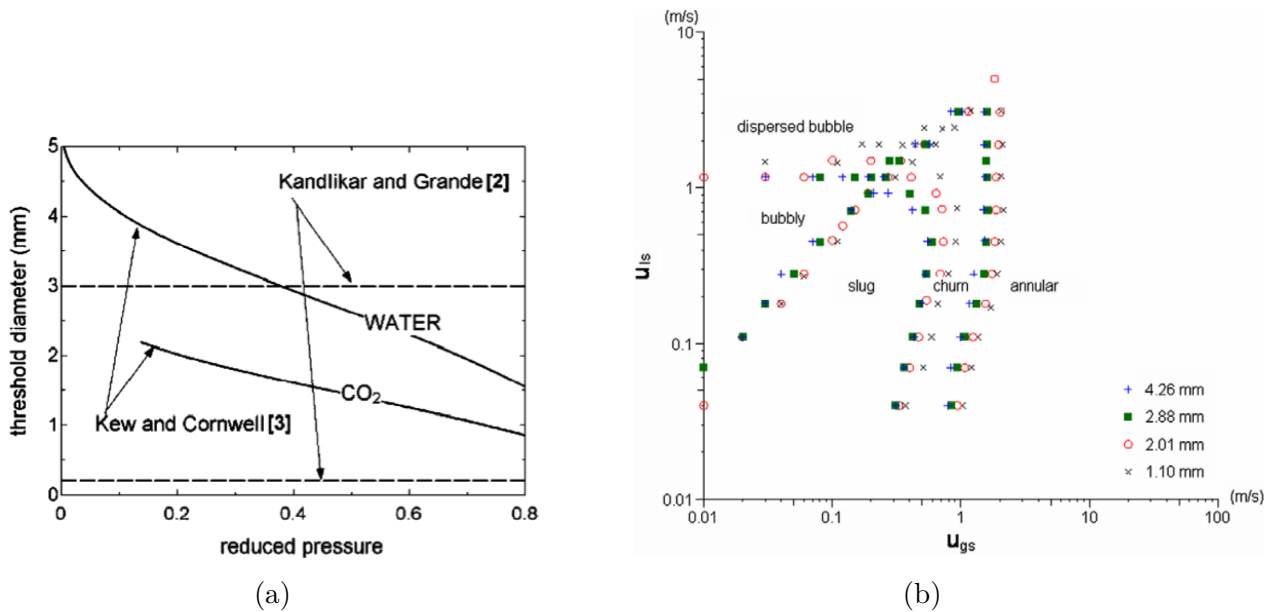 5
4
3
2
1
0
0
0.2
0.4
0.6
0.8
threshold diameter (mm)
reduced pressure
Kandlikar and Grande [2]
WATER
CO2
Kew and Cornwell [3]
(a)
(m/s)
10
1
0.1
0.01
uls
dispersed bubble
bubbly
slug
churn
annular
4.26 mm
2.88 mm
2.01 mm
1.10 mm
0.01
0.1
1
10
100
(m/s)
ugs
(b)